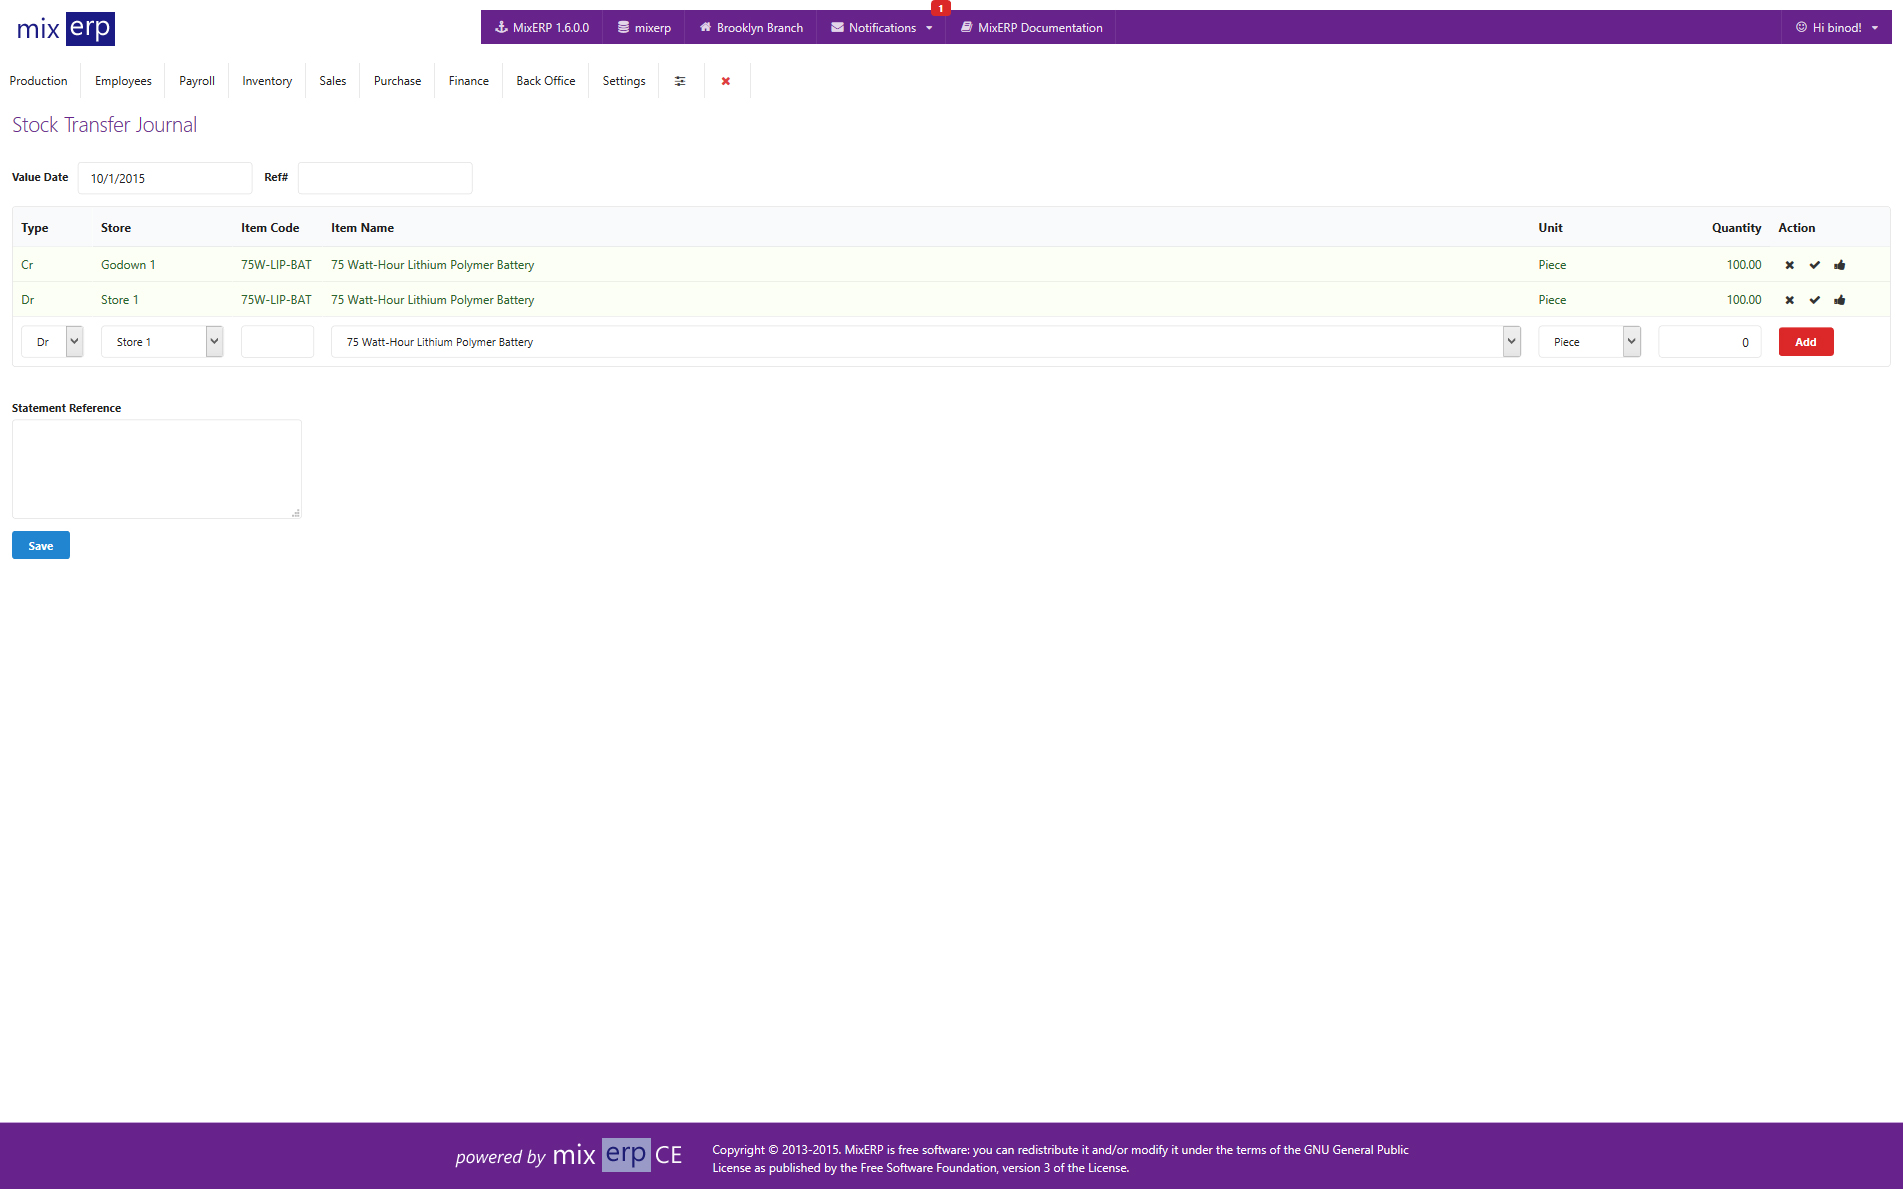 mix erp
MixERP 1.6.0.0 mixerp Brooklyn Branch Notifications 1 MixERP Documentation Hi binod!
Production Employees Payroll Inventory Sales Purchase Finance Back Office Settings
Stock Transfer Journal
Value Date 10/1/2015 Ref#
Type Store Item Code Item Name Unit Quantity Action
Cr Godown 1 75W-LIP-BAT 75 Watt-Hour Lithium Polymer Battery Piece 100.00
Dr Store 1 75W-LIP-BAT 75 Watt-Hour Lithium Polymer Battery Piece 100.00
Dr Store 1 75 Watt-Hour Lithium Polymer Battery Piece 0 Add
Statement Reference
Save
powered by mix erp CE
Copyright © 2013-2015. MixERP is free software: you can redistribute it and/or modify it under the terms of the GNU General Public
License as published by the Free Software Foundation, version 3 of the License.